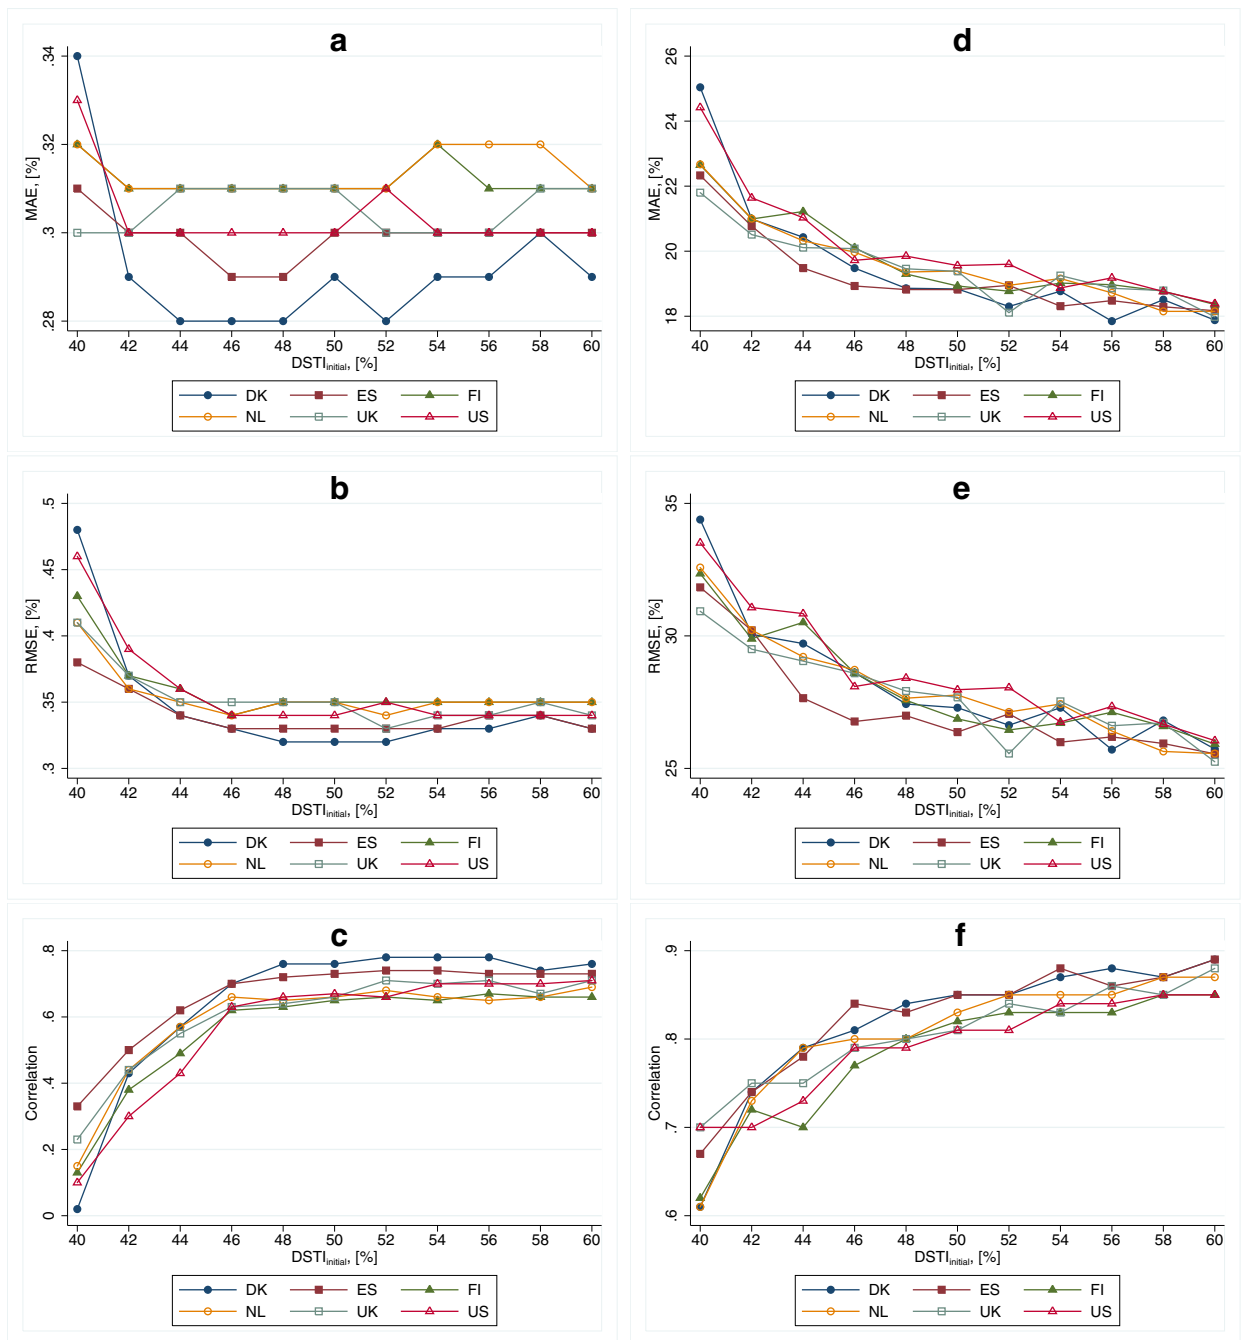 a
MAE, [%]
.34
.32
.3
.28
40 42 44 46 48 50 52 54 56 58 60
DSTIinitial, [%]
DK ES FI
NL UK US
d
MAE, [%]
26
24
22
20
18
40 42 44 46 48 50 52 54 56 58 60
DSTIinitial, [%]
DK ES FI
NL UK US
b
RMSE, [%]
.5
.45
.4
.35
.3
40 42 44 46 48 50 52 54 56 58 60
DSTIinitial, [%]
DK ES FI
NL UK US
e
RMSE, [%]
35
30
25
40 42 44 46 48 50 52 54 56 58 60
DSTIinitial, [%]
DK ES FI
NL UK US
c
Correlation
.8
.6
.4
.2
0
40 42 44 46 48 50 52 54 56 58 60
DSTIinitial, [%]
DK ES FI
NL UK US
f
Correlation
.9
.8
.7
.6
40 42 44 46 48 50 52 54 56 58 60
DSTIinitial, [%]
DK ES FI
NL UK US